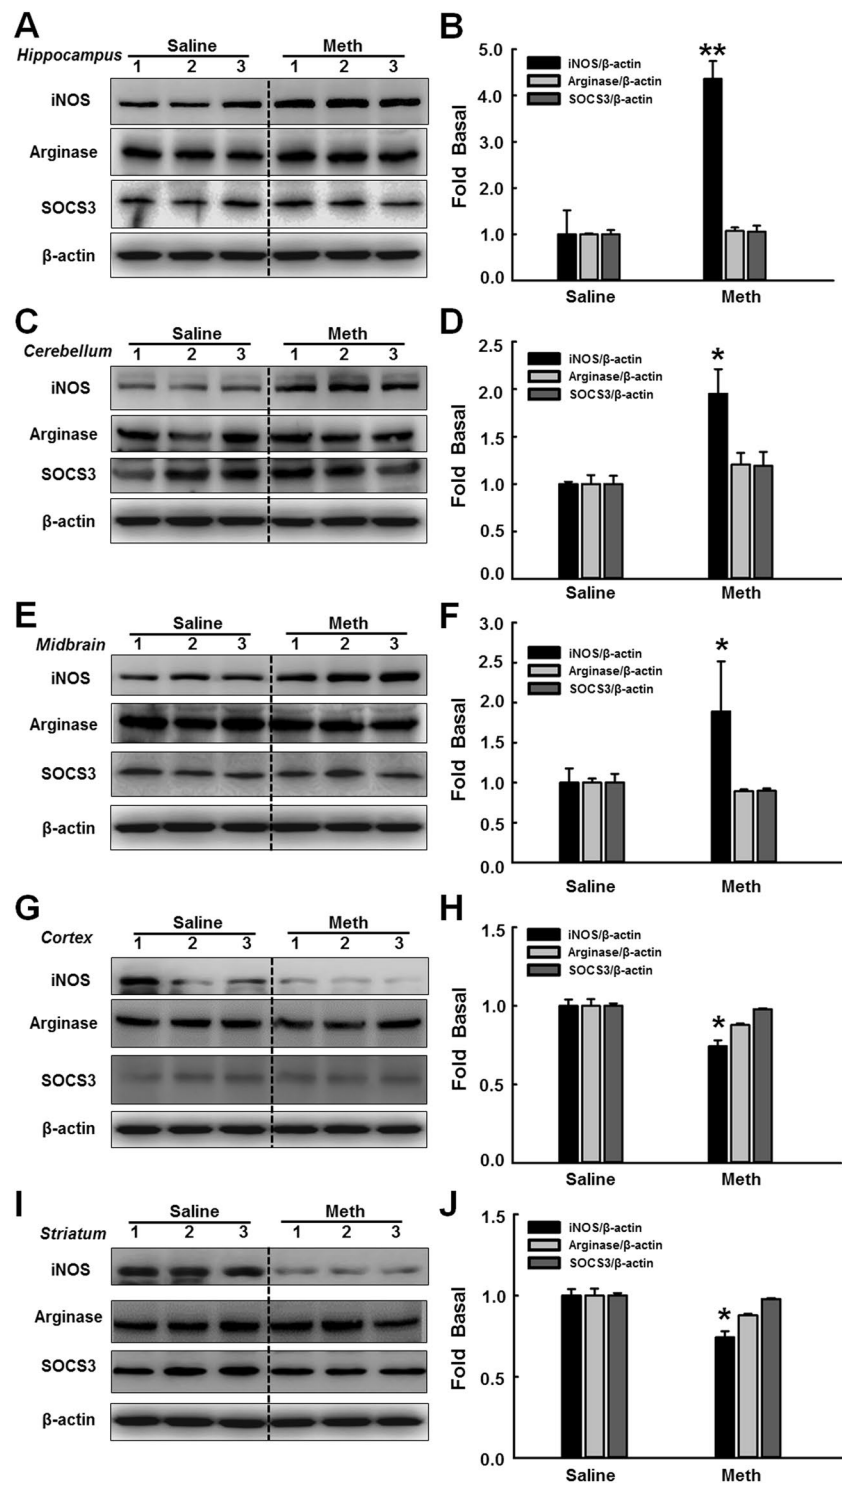 A
Saline Meth
Hippocampus 1 2 3 1 2 3
iNOS
Arginase
SOCS3
β-actin
B
5.0
4.0
3.0
2.0
1.0
0.0
Fold Basal
iNOS/β-actin
Arginase/β-actin
SOCS3/β-actin
**
Saline Meth
C
Saline Meth
Cerebellum 1 2 3 1 2 3
iNOS
Arginase
SOCS3
β-actin
D
2.5
2.0
1.5
1.0
0.5
0.0
Fold Basal
iNOS/β-actin
Arginase/β-actin
SOCS3/β-actin
*
Saline Meth
E
Saline Meth
Midbrain 1 2 3 1 2 3
iNOS
Arginase
SOCS3
β-actin
F
3.0
2.5
2.0
1.5
1.0
0.5
0.0
Fold Basal
iNOS/β-actin
Arginase/β-actin
SOCS3/β-actin
*
Saline Meth
G
Saline Meth
Cortex 1 2 3 1 2 3
iNOS
Arginase
SOCS3
β-actin
H
1.5
1.0
0.5
0.0
Fold Basal
iNOS/β-actin
Arginase/β-actin
SOCS3/β-actin
*
Saline Meth
I
Saline Meth
Striatum 1 2 3 1 2 3
iNOS
Arginase
SOCS3
β-actin
J
1.5
1.0
0.5
0.0
Fold Basal
iNOS/β-actin
Arginase/β-actin
SOCS3/β-actin
*
Saline Meth